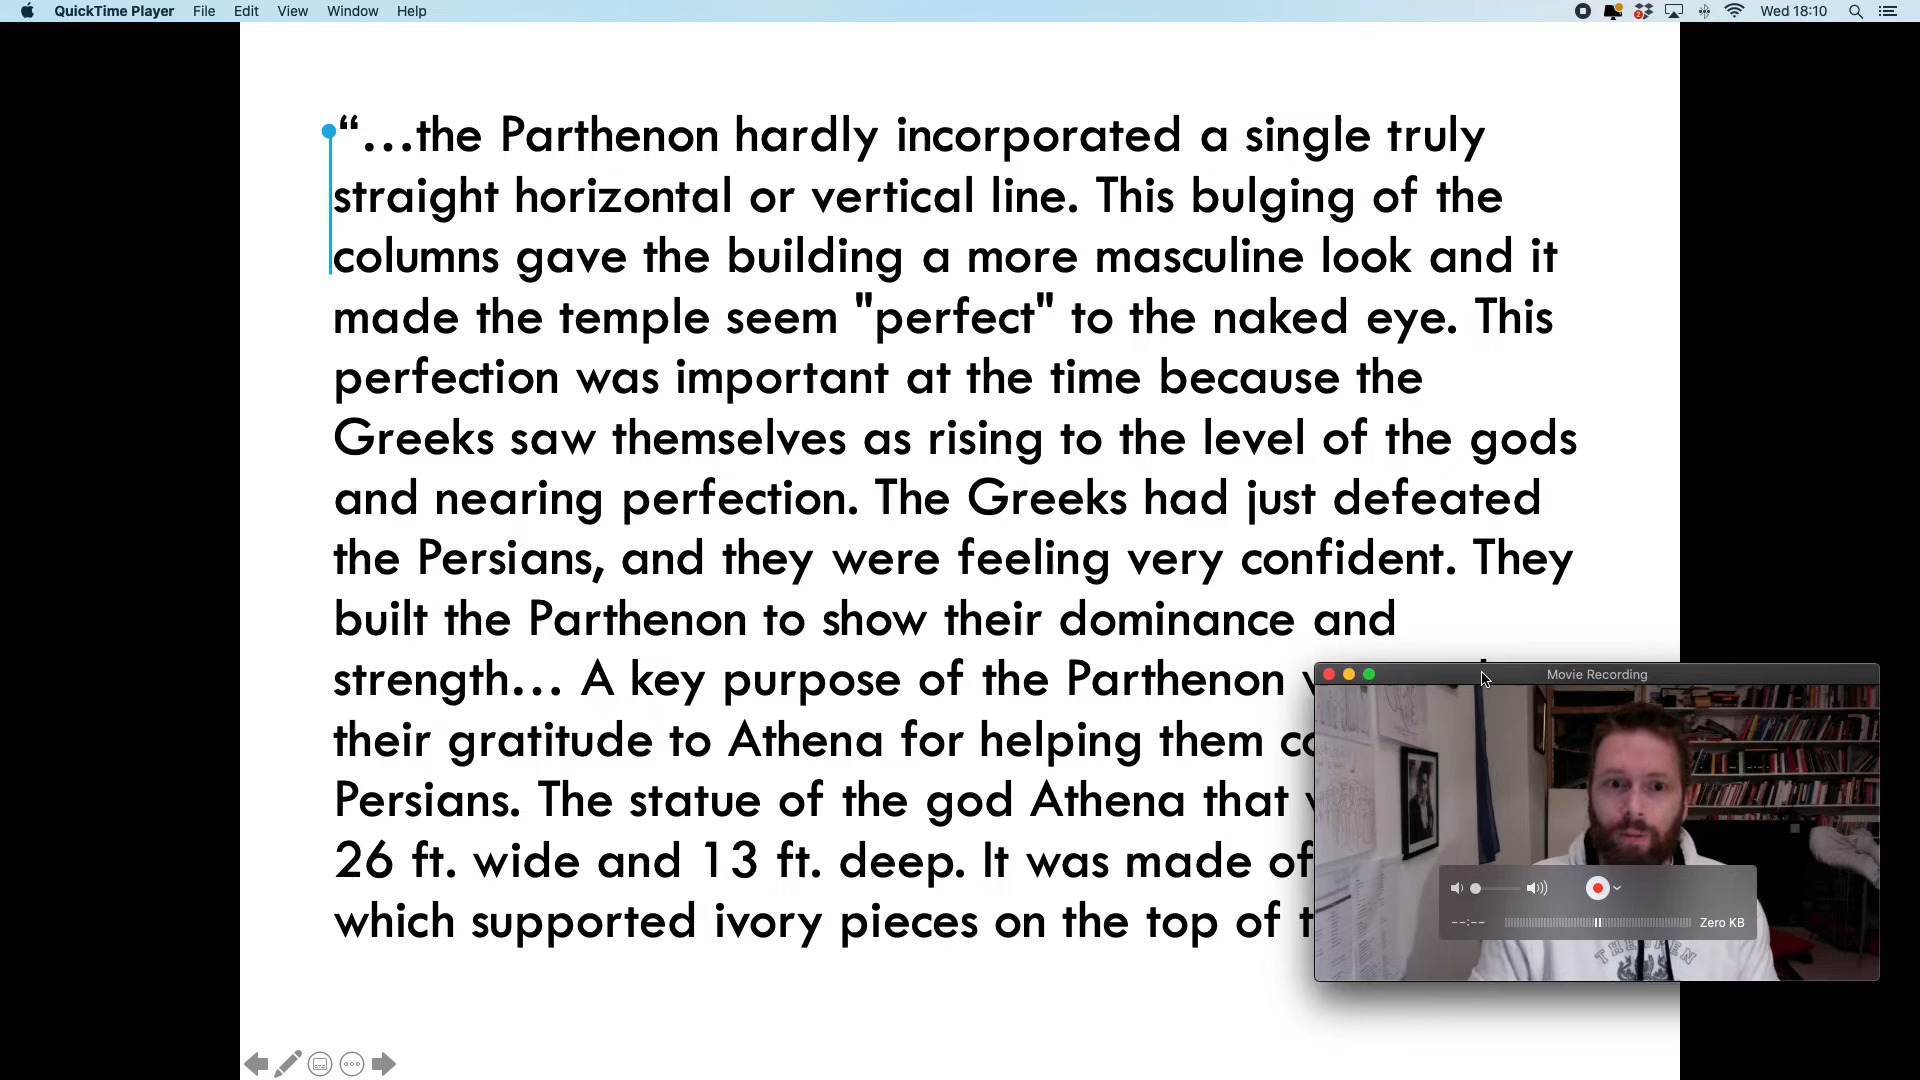 QuickTime Player File Edit View Window Help
2
Wed 18:10
“…the Parthenon hardly incorporated a single truly
straight horizontal or vertical line. This bulging of the
columns gave the building a more masculine look and it
made the temple seem "perfect" to the naked eye. This
perfection was important at the time because the
Greeks saw themselves as rising to the level of the gods
and nearing perfection. The Greeks had just defeated
the Persians, and they were feeling very confident. They
built the Parthenon to show their dominance and
strength… A key purpose of the Parthenon
their gratitude to Athena for helping them
Persians. The statue of the god Athena that
26 ft. wide and 13 ft. deep. It was made of
which supported ivory pieces on the top of
Movie Recording
--:--
Zero KB